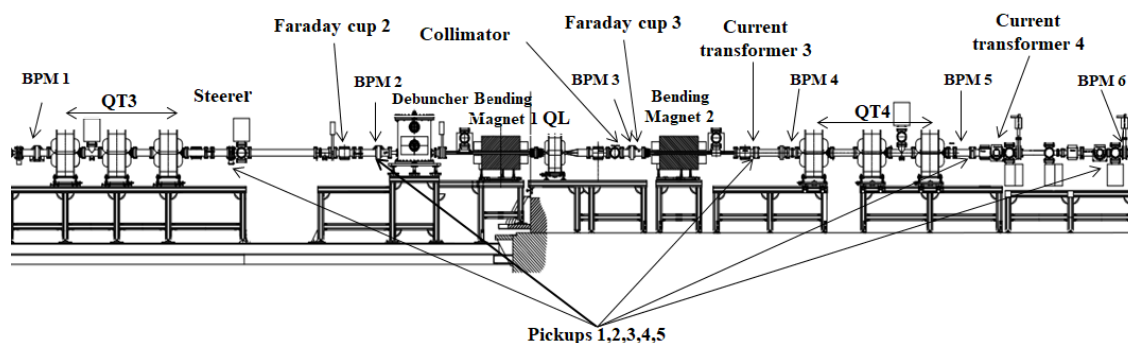 Faraday cup 2
Collimator
Faraday cup 3
Current
transformer 3
Current
transformer 4
BPM 1
QT3
Steerer
BPM 2
Debuncher
Bending
Magnet 1
QL
BPM 3
Bending
Magnet 2
BPM 4
QT4
BPM 5
BPM 6
Pickups 1,2,3,4,5